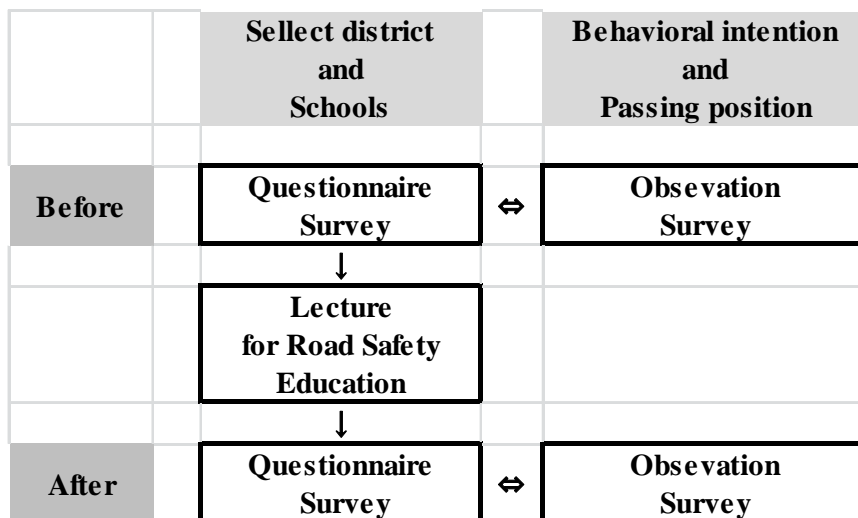 Sellect district
and
Schools
Behavioral intention
and
Passing position
Before
Questionnaire
Survey
⇔
Obsevation
Survey
↓
Lecture
for Road Safety
Education
↓
After
Questionnaire
Survey
⇔
Obsevation
Survey